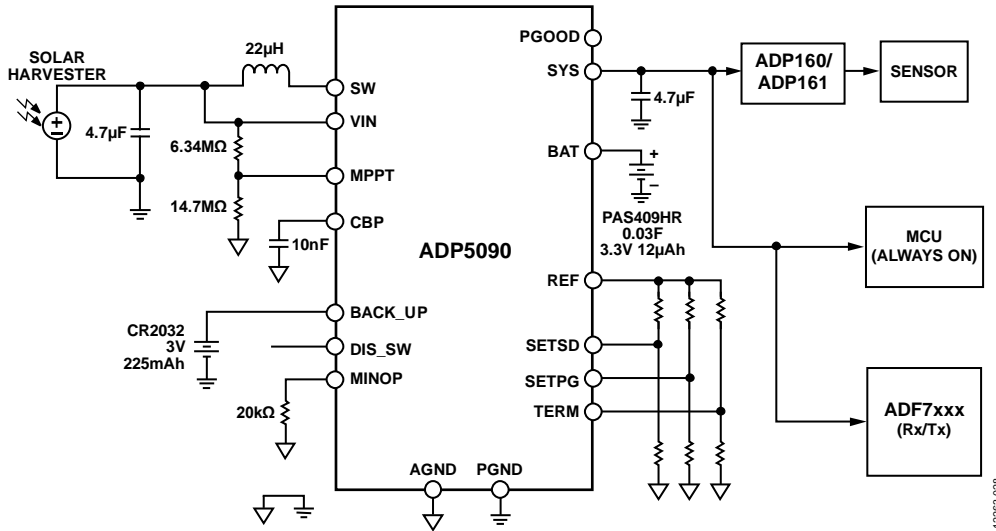 SOLAR
HARVESTER
22µH
4.7µF
6.34MΩ
14.7MΩ
10nF
CR2032
3V
225mAh
20kΩ
SW
VIN
MPPT
CBP
BACK_UP
DIS_SW
MINOP
ADP5090
AGND
PGND
PGOOD
SYS
BAT
REF
SETSD
SETPG
TERM
4.7µF
+
–
PAS409HR
0.03F
3.3V 12µAh
ADP160/
ADP161
SENSOR
MCU
(ALWAYS ON)
ADF7xxx
(Rx/Tx)